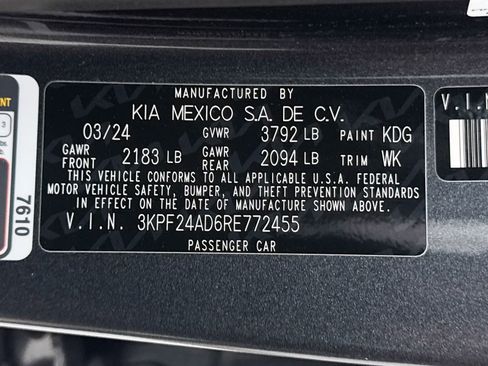 MANUFACTURED BY
KIA MEXICO S.A. DE C.V.
03/24 GVWR 3792 LB PAINT KDG
GAWR FRONT 2183 LB GAWR REAR 2094 LB TRIM WK
THIS VEHICLE CONFORMS TO ALL APPLICABLE U.S.A. FEDERAL
MOTOR VEHICLE SAFETY, BUMPER, AND THEFT PREVENTION STANDARDS
IN EFFECT ON THE DATE OF MANUFACTURE SHOWN ABOVE.
V.I.N. 3KPF24AD6RE772455
PASSENGER CAR
7610
3
V.I.N